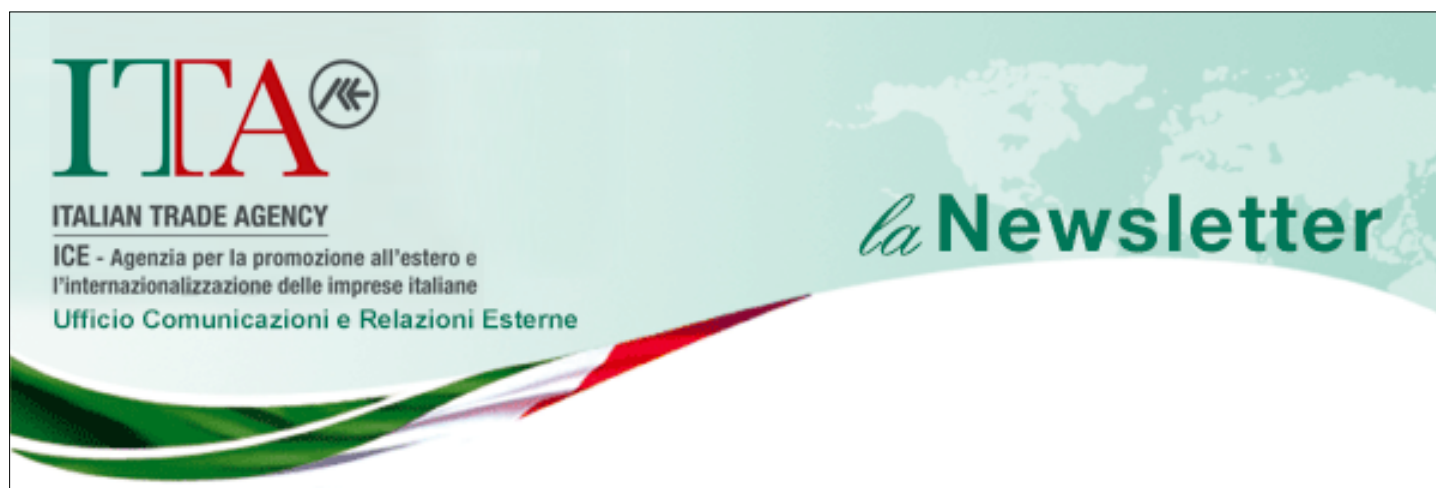 ITA
ITALIAN TRADE AGENCY
ICE - Agenzia per la promozione all'estero e
l'internazionalizzazione delle imprese italiane
Ufficio Comunicazioni e Relazioni Esterne
la Newsletter